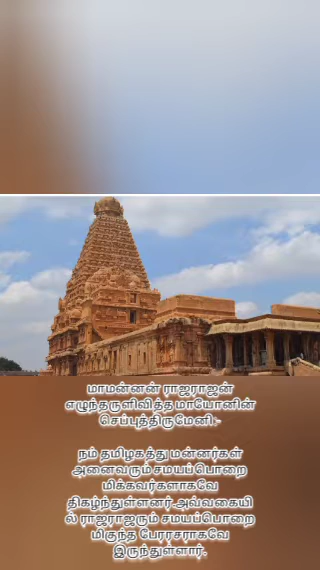 மாமன்னன் ராஜராஜன்
எழுந்தருளிவித்த மாயோனின்
செப்புத்திருமேனி:-
நம் தமிழகத்து மன்னர்கள்
அனைவரும் சமயப்பொறை
மிக்கவர்களாகவே
திகழ்ந்துள்ளனர்.அவ்வகையி
ல் ராஜராஜரும் சமயப்பொறை
மிகுந்த பேரரசராகவே
இருந்துள்ளார்.